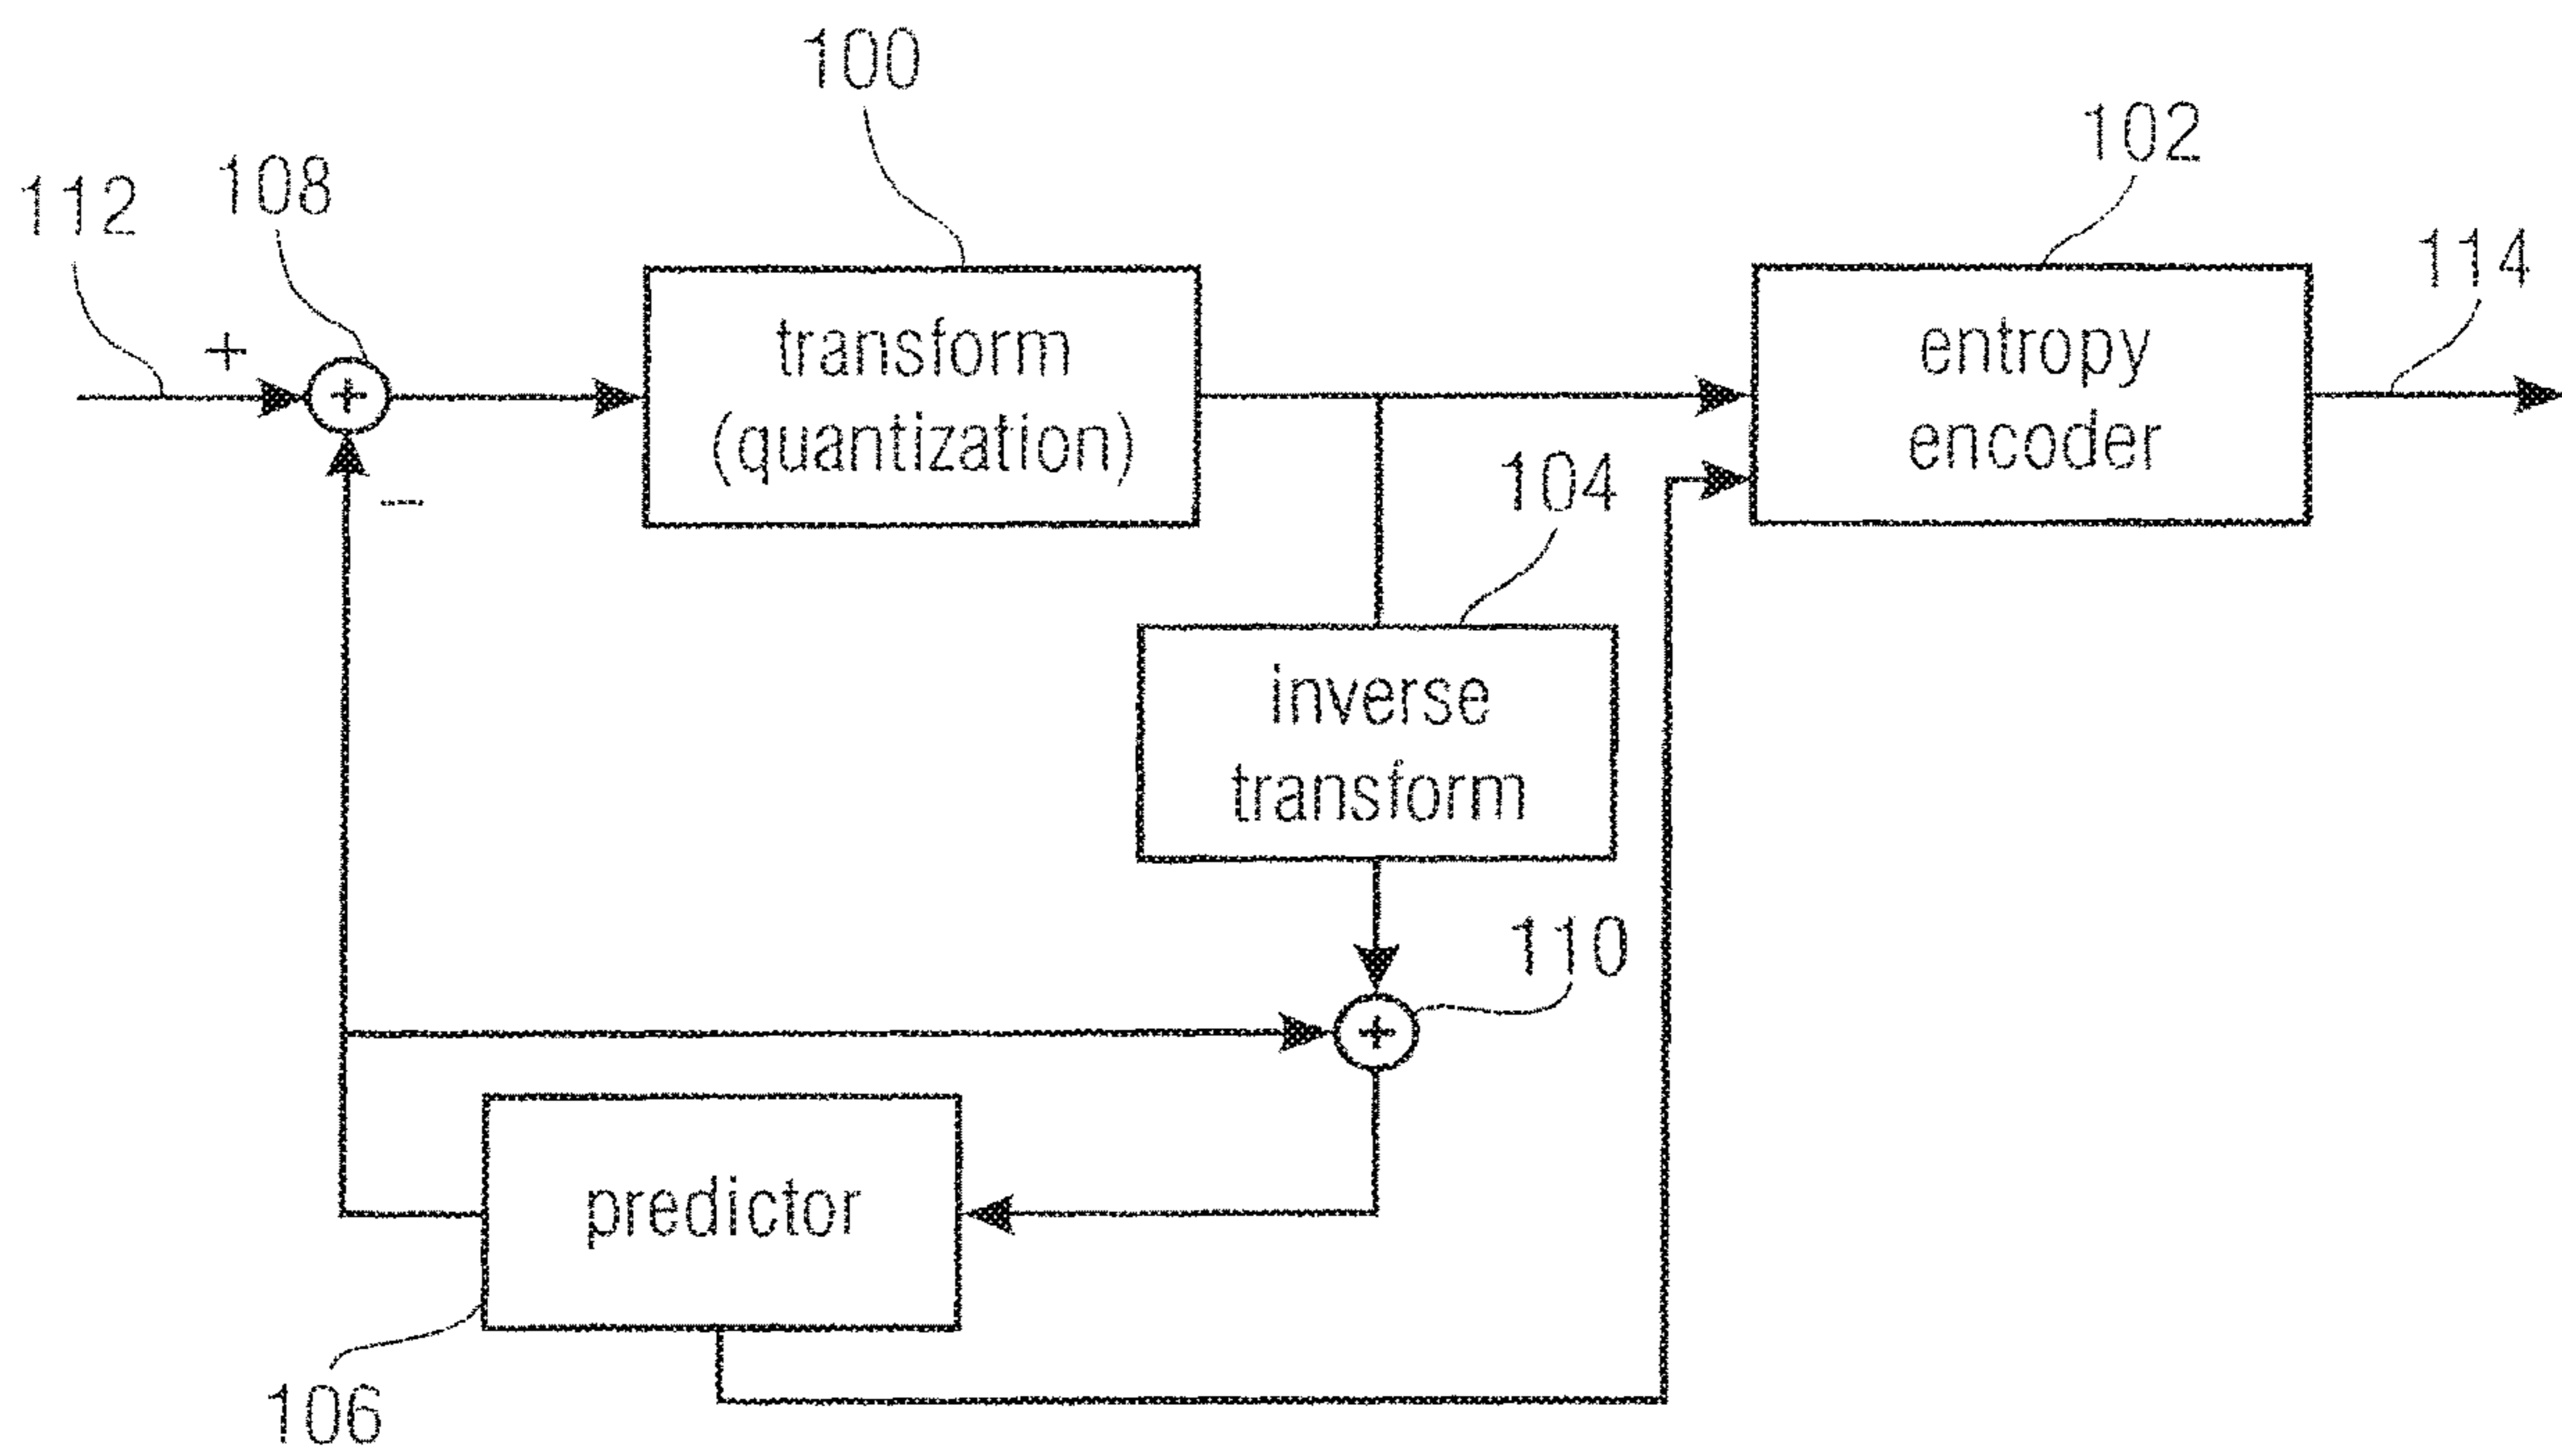 100
102
112
108
114
+
+
transform
(quantization)
entropy
encoder
–
104
inverse
transform
110
+
predictor
106